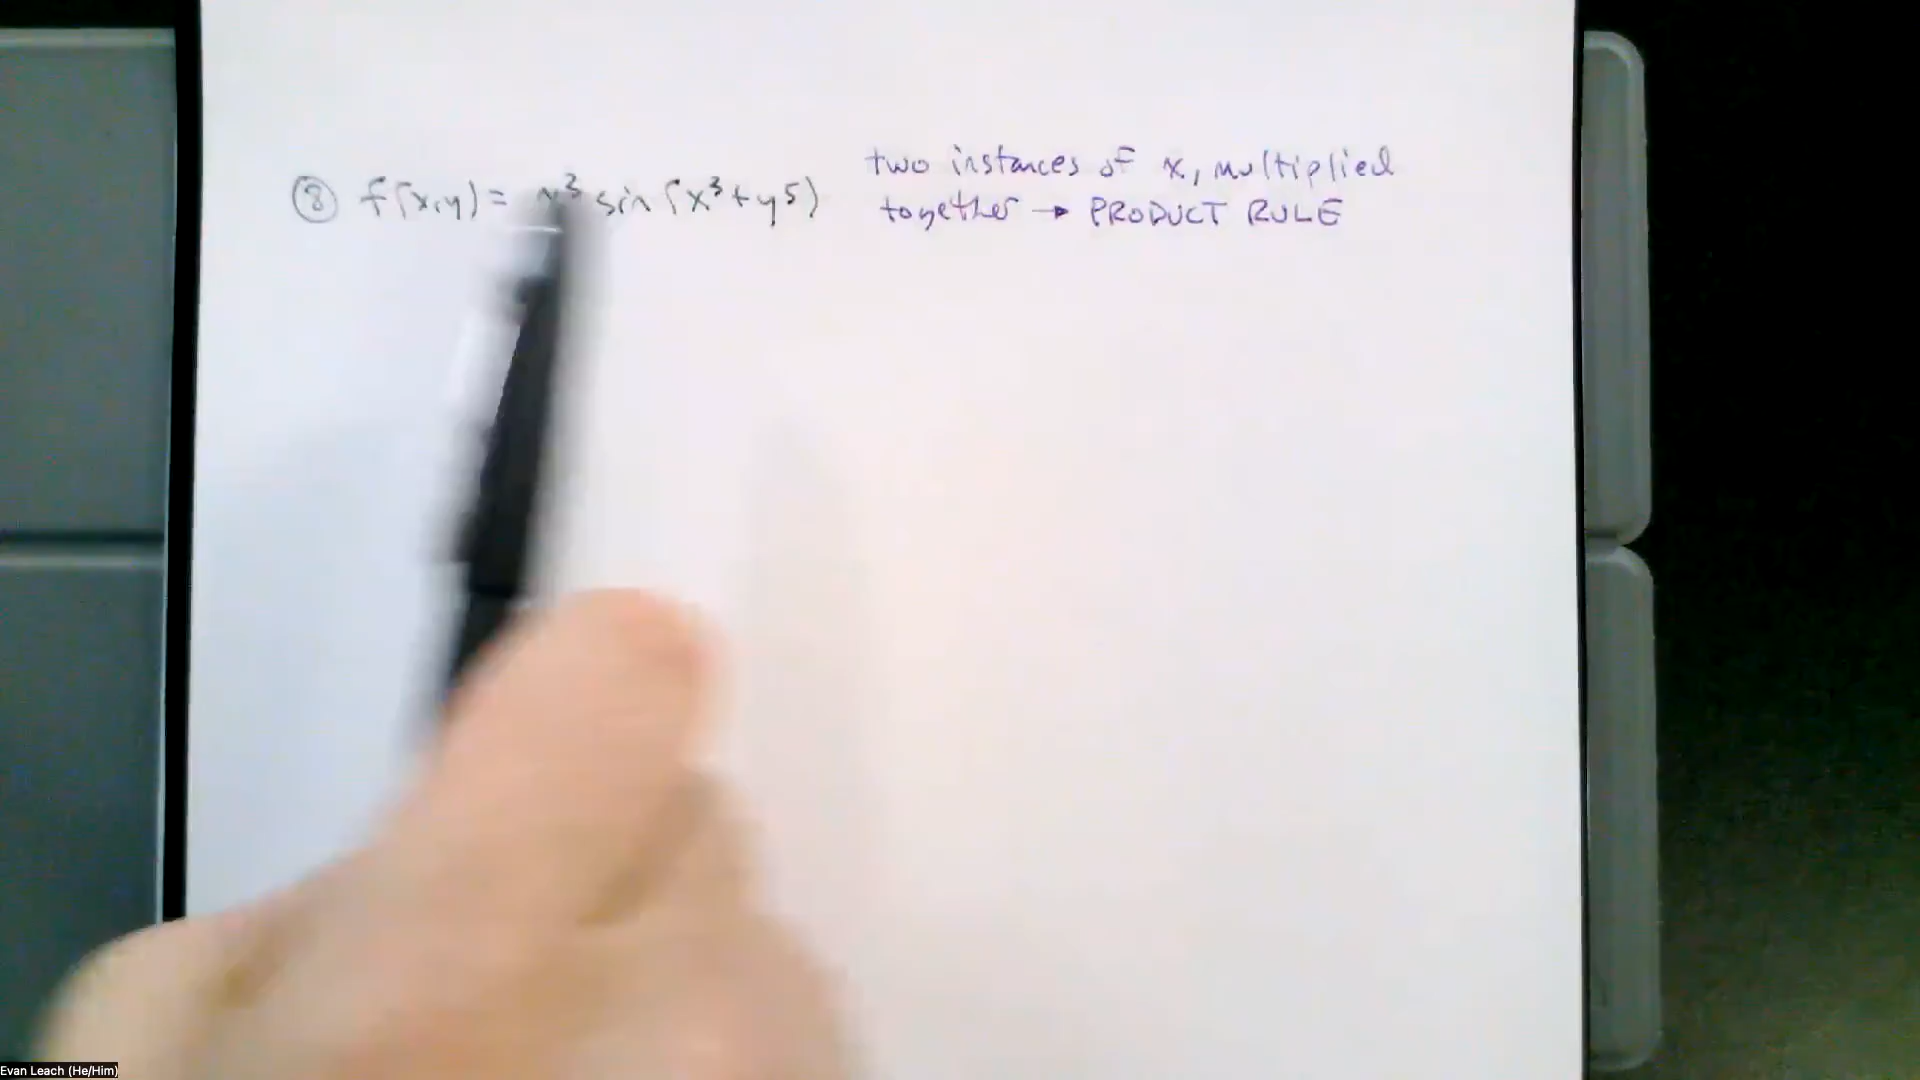 ⑧ f(x,y) = x³ sin(x³+y⁵)
two instances of x, multiplied
together → PRODUCT RULE
Evan Leach (He/Him)